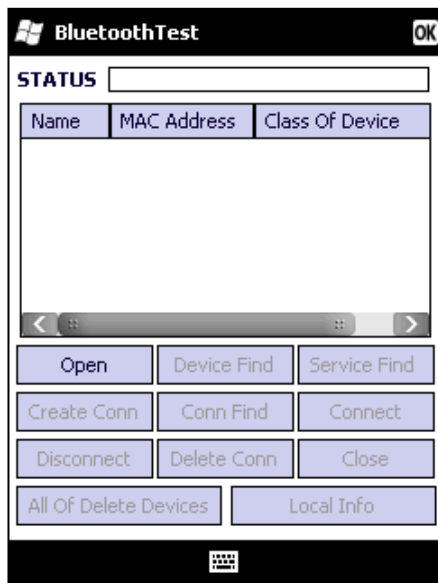 BluetoothTest OK
STATUS
Name MAC Address Class Of Device
Open Device Find Service Find
Create Conn Conn Find Connect
Disconnect Delete Conn Close
All Of Delete Devices Local Info